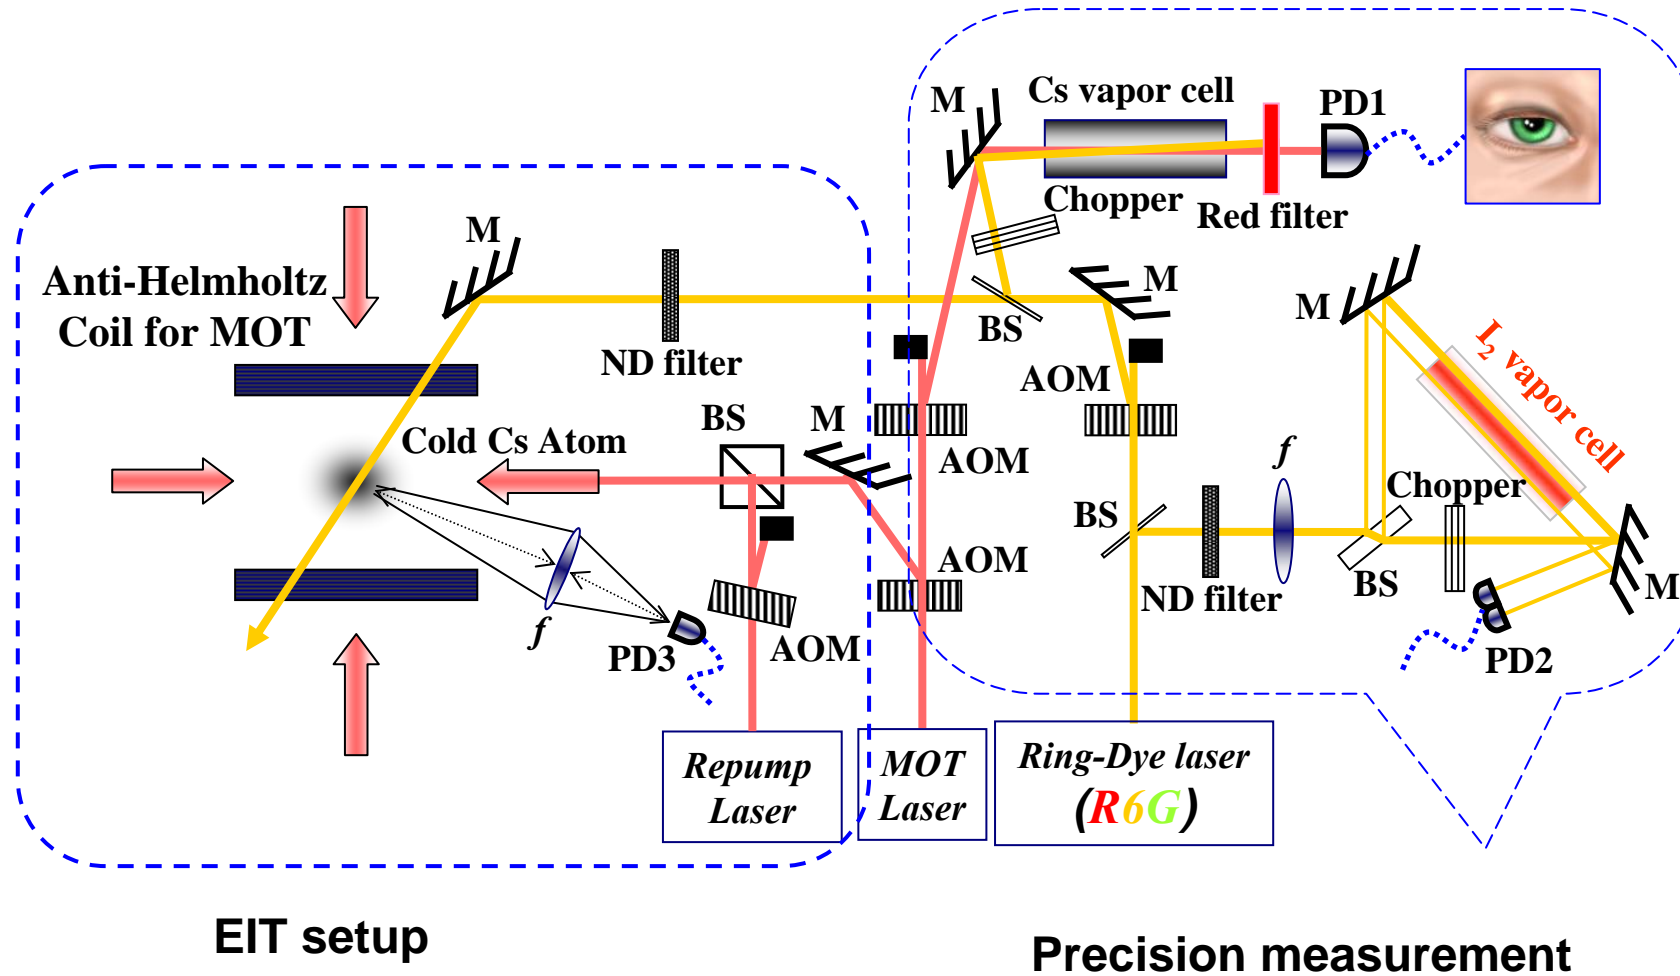 M
Cs vapor cell
PD1
Chopper
Red filter
M
Anti-Helmholtz
Coil for MOT
ND filter
BS
M
M
AOM
I2 vapor cell
BS
M
Cold Cs Atom
AOM
f
Chopper
BS
AOM
ND filter
BS
M
f
PD3
AOM
PD2
Repump
Laser
MOT
Laser
Ring-Dye laser
(R6G)
EIT setup
Precision measurement